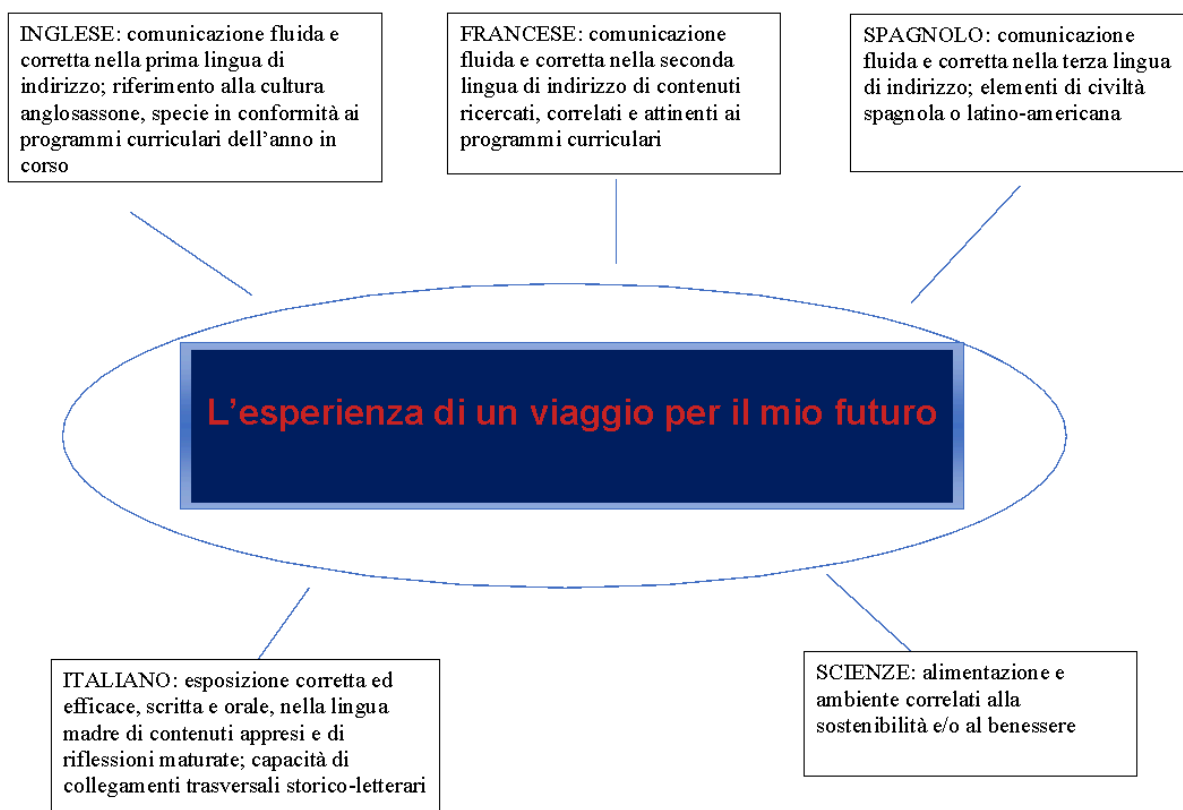 INGLESE: comunicazione fluida e
corretta nella prima lingua di
indirizzo; riferimento alla cultura
anglosassone, specie in conformità ai
programmi curriculari dell’anno in
corso
FRANCESE: comunicazione
fluida e corretta nella seconda
lingua di indirizzo di contenuti
ricercati, correlati e attinenti ai
programmi curriculari
SPAGNOLO: comunicazione
fluida e corretta nella terza lingua
di indirizzo; elementi di civiltà
spagnola o latino-americana
L’esperienza di un viaggio per il mio futuro
ITALIANO: esposizione corretta ed
efficace, scritta e orale, nella lingua
madre di contenuti appresi e di
riflessioni maturate; capacità di
collegamenti trasversali storico-letterari
SCIENZE: alimentazione e
ambiente correlati alla
sostenibilità e/o al benessere